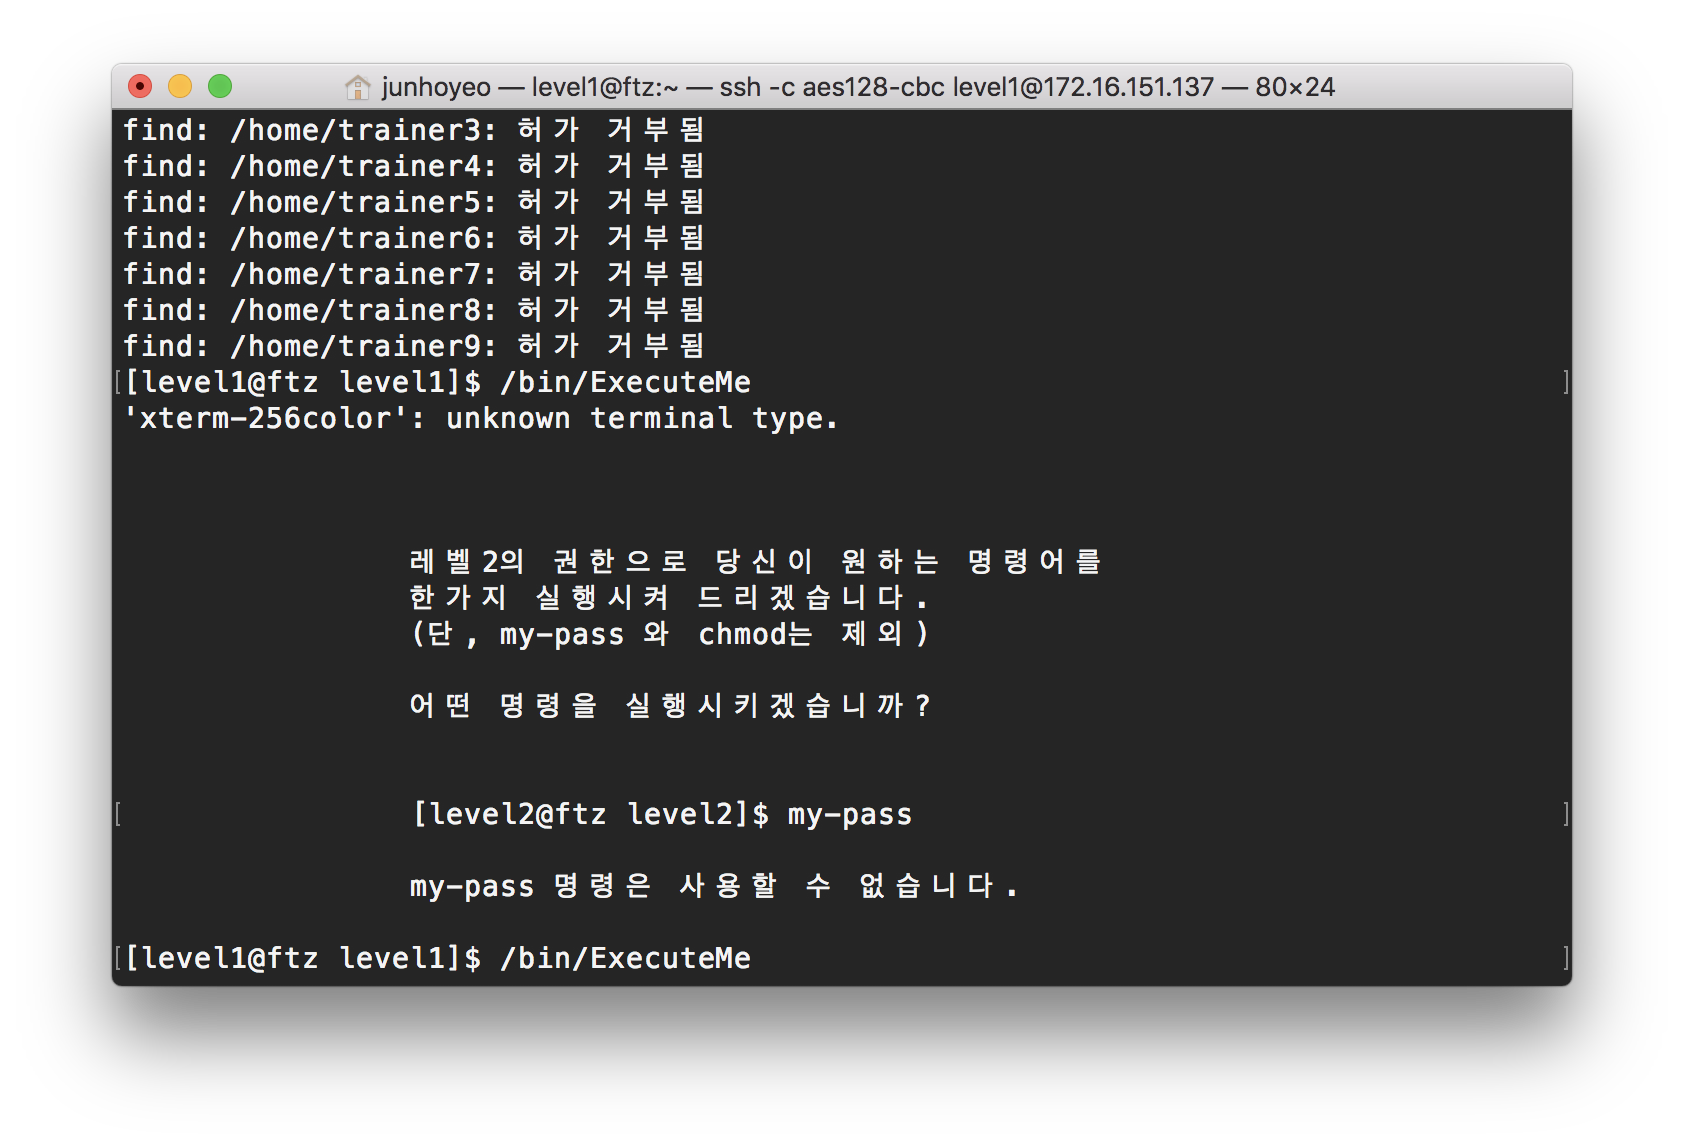 junhoyeo — level1@ftz:~ — ssh -c aes128-cbc level1@172.16.151.137 — 80×24
find: /home/trainer3: 허가 거부됨
find: /home/trainer4: 허가 거부됨
find: /home/trainer5: 허가 거부됨
find: /home/trainer6: 허가 거부됨
find: /home/trainer7: 허가 거부됨
find: /home/trainer8: 허가 거부됨
find: /home/trainer9: 허가 거부됨
[level1@ftz level1]$ /bin/ExecuteMe
'xterm-256color': unknown terminal type.
레벨2의 권한으로 당신이 원하는 명령어를
한가지 실행시켜 드리겠습니다.
(단, my-pass 와 chmod는 제외)
어떤 명령을 실행시키겠습니까?
[level2@ftz level2]$ my-pass
my-pass 명령은 사용할 수 없습니다.
[level1@ftz level1]$ /bin/ExecuteMe